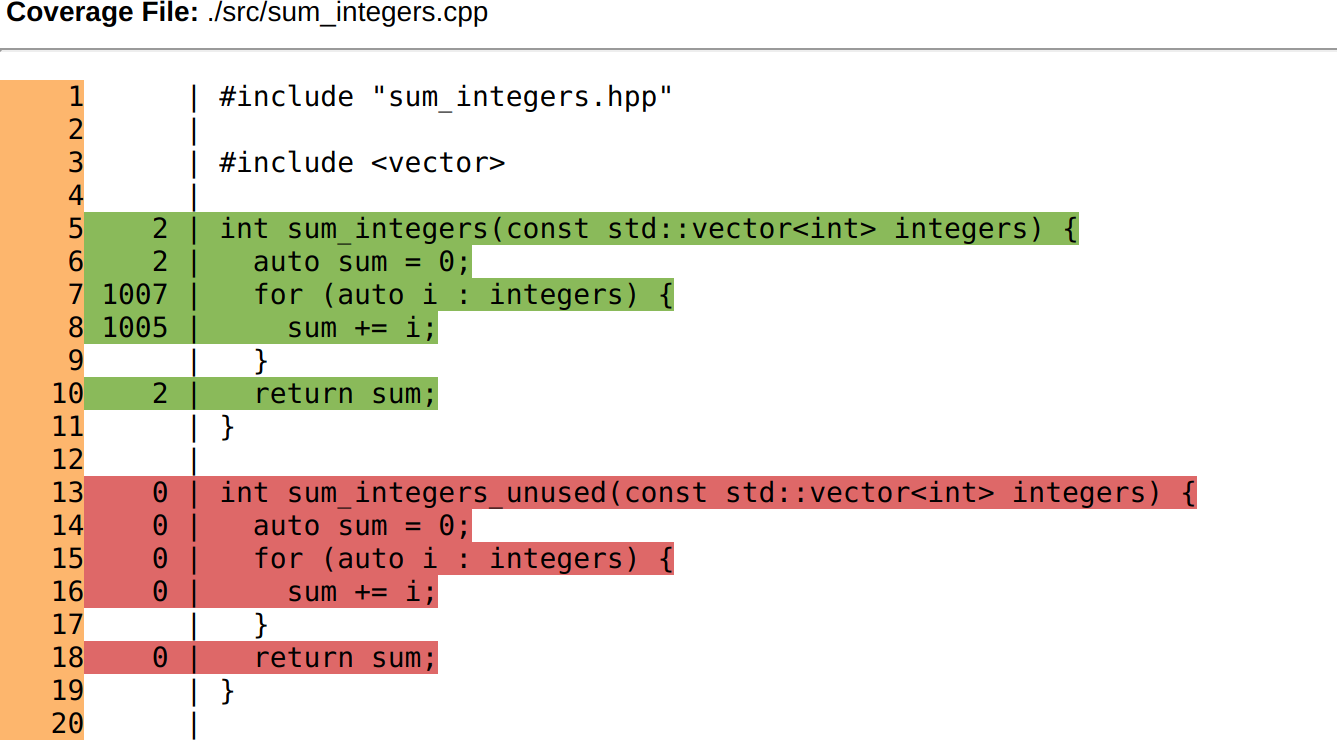 Coverage File: ./src/sum_integers.cpp
1 | #include "sum_integers.hpp"
2 |
3 | #include <vector>
4 |
5 2 | int sum_integers(const std::vector<int> integers) {
6 2 |   auto sum = 0;
7 1007 |   for (auto i : integers) {
8 1005 |     sum += i;
9 |   }
10 2 |   return sum;
11 | }
12 |
13 0 | int sum_integers_unused(const std::vector<int> integers) {
14 0 |   auto sum = 0;
15 0 |   for (auto i : integers) {
16 0 |     sum += i;
17 |   }
18 0 |   return sum;
19 | }
20 |